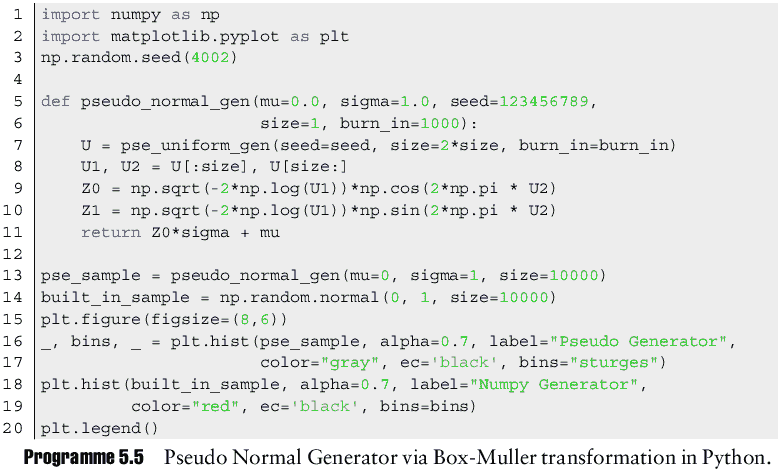 1 import numpy as np
2 import matplotlib.pyplot as plt
3 np.random.seed(4002)
4
5 def pseudo_normal_gen(mu=0.0, sigma=1.0, seed=123456789,
6                       size=1, burn_in=1000):
7     U = pse_uniform_gen(seed=seed, size=2*size, burn_in=burn_in)
8     U1, U2 = U[:size], U[size:]
9     Z0 = np.sqrt(-2*np.log(U1))*np.cos(2*np.pi * U2)
10     Z1 = np.sqrt(-2*np.log(U1))*np.sin(2*np.pi * U2)
11     return Z0*sigma + mu
12
13 pse_sample = pseudo_normal_gen(mu=0, sigma=1, size=10000)
14 built_in_sample = np.random.normal(0, 1, size=10000)
15 plt.figure(figsize=(8,6))
16 _, bins, _ = plt.hist(pse_sample, alpha=0.7, label="Pseudo Generator",
17                       color="gray", ec='black', bins="sturges")
18 plt.hist(built_in_sample, alpha=0.7, label="Numpy Generator",
19          color="red", ec='black', bins=bins)
20 plt.legend()
Programme 5.5 Pseudo Normal Generator via Box-Muller transformation in Python.